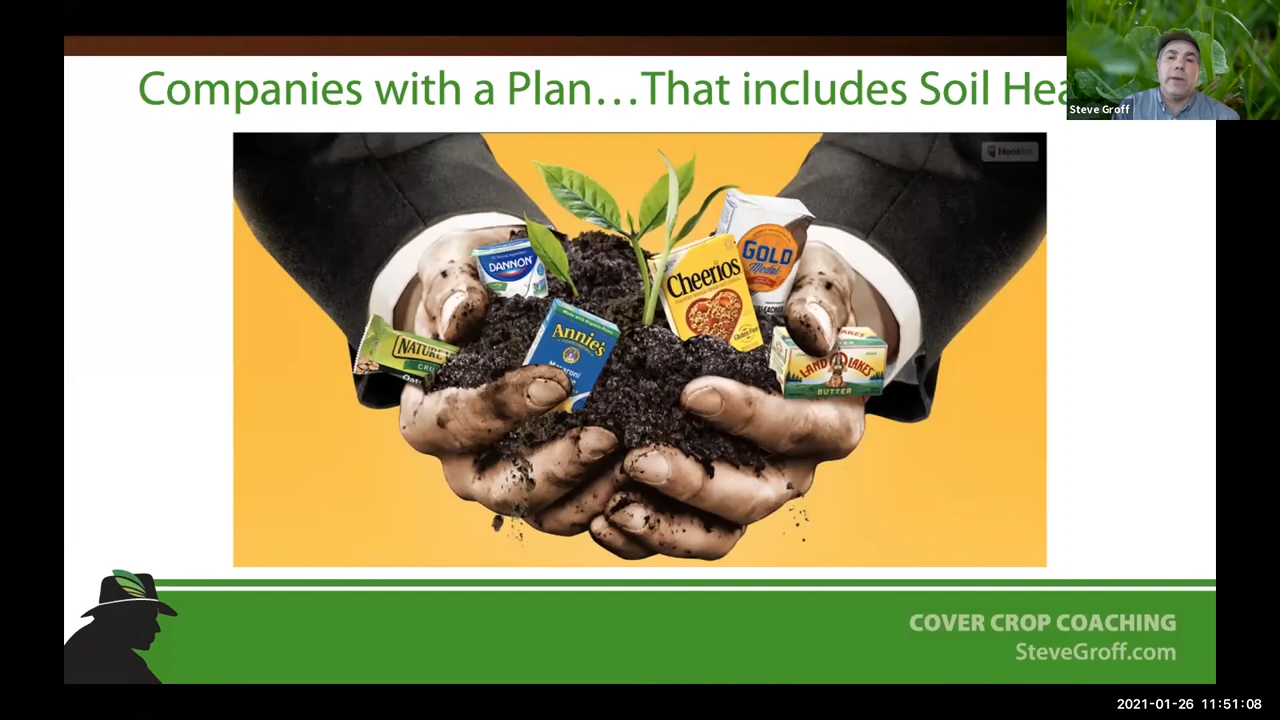 Companies with a Plan...That includes Soil Hea
Steve Groff
DANNON
Cheerios
GOLD
Medal
NATURE
Annie's
LAND O LAKES
BUTTER
COVER CROP COACHING
SteveGroff.com
2021-01-26 11:51:08